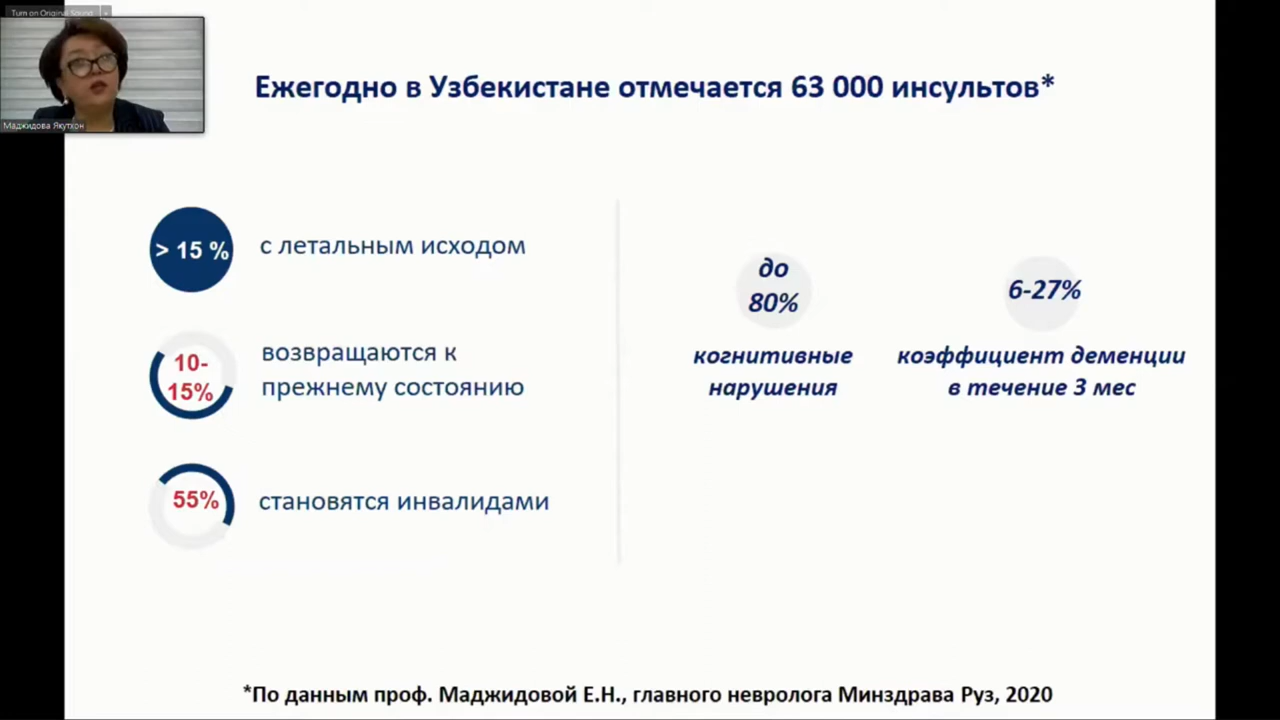 Turn on Original Sound
Маджидова Якутхон
Ежегодно в Узбекистане отмечается 63 000 инсультов*
> 15 %
с летальным исходом
10-
15%
возвращаются к
прежнему состоянию
55%
становятся инвалидами
до
80%
когнитивные
нарушения
6-27%
коэффициент деменции
в течение 3 мес
*По данным проф. Маджидовой Е.Н., главного невролога Минздрава Руз, 2020